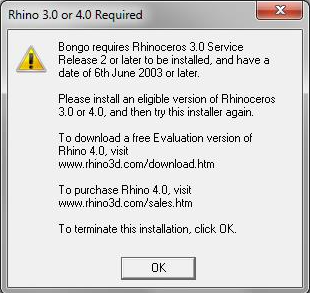 Rhino 3.0 or 4.0 Required
Bongo requires Rhinoceros 3.0 Service
Release 2 or later to be installed, and have a
date of 6th June 2003 or later.
Please install an eligible version of Rhinoceros
3.0 or 4.0, and then try this installer again.
To download a free Evaluation version of
Rhino 4.0, visit
www.rhino3d.com/download.htm
To purchase Rhino 4.0, visit
www.rhino3d.com/sales.htm
To terminate this installation, click OK.
OK